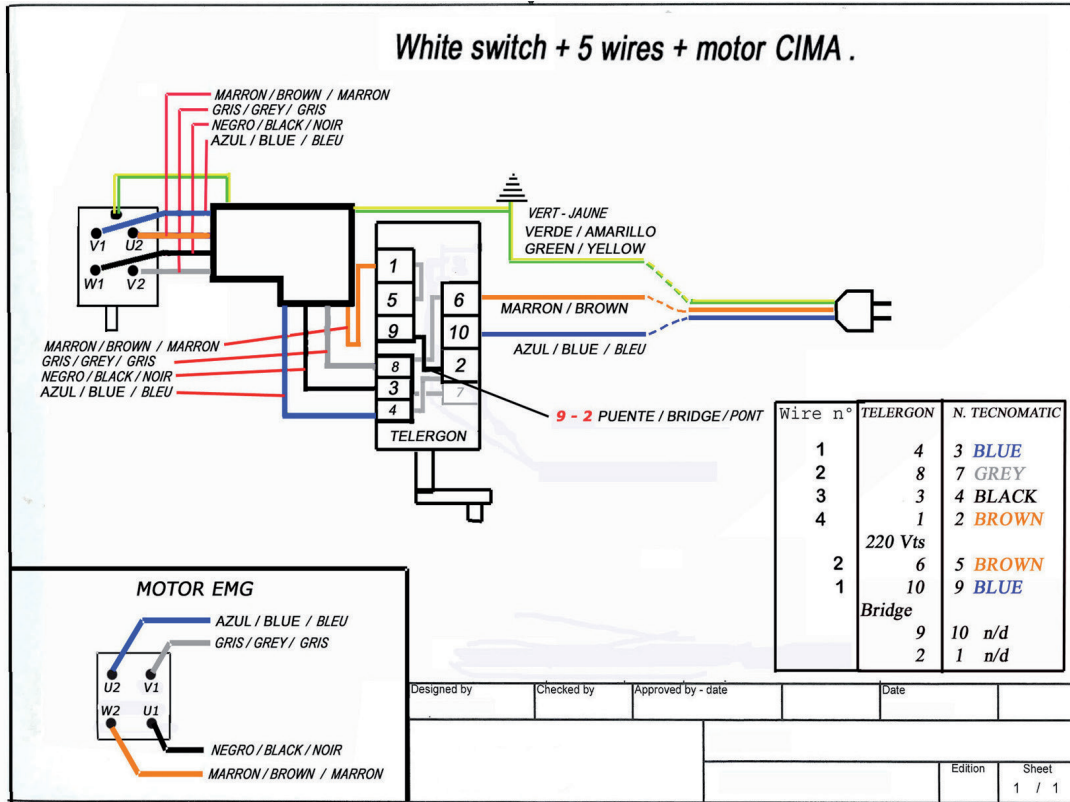 White switch + 5 wires + motor CIMA .
MARRON / BROWN / MARRON
GRIS / GREY / GRIS
NEGRO / BLACK / NOIR
AZUL / BLUE / BLEU
V1 U2
W1 V2
VERT - JAUNE
VERDE / AMARILLO
GREEN / YELLOW
1
5
9
8
3
4
6
10
2
7
TELERGON
MARRON / BROWN
AZUL / BLUE / BLEU
MARRON / BROWN / MARRON
GRIS / GREY / GRIS
NEGRO / BLACK / NOIR
AZUL / BLUE / BLEU
9 - 2 PUENTE / BRIDGE / PONT
Wire n° TELERGON N. TECNOMATIC
1 4 3 BLUE
2 8 7 GREY
3 3 4 BLACK
4 1 2 BROWN
220 Vts
2 6 5 BROWN
1 10 9 BLUE
Bridge
9 10 n/d
2 1 n/d
MOTOR EMG
AZUL / BLUE / BLEU
GRIS / GREY / GRIS
U2 V1
W2 U1
NEGRO / BLACK / NOIR
MARRON / BROWN / MARRON
Designed by Checked by Approved by - date Date
Edition Sheet
1 / 1